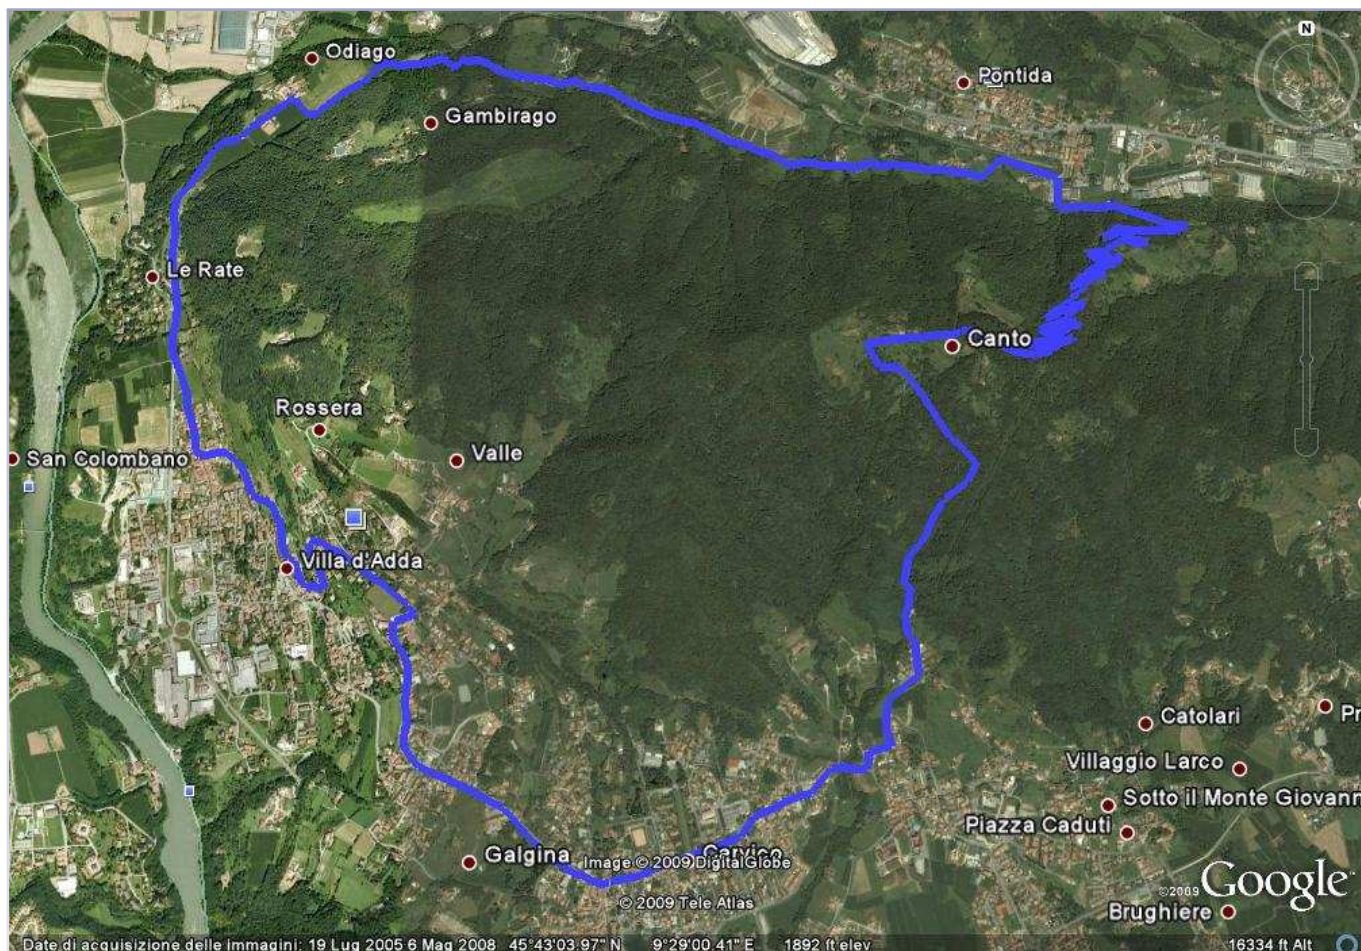 N
Odiago
Pontida
Gambirago
Le Rate
Canto
Rossera
San Colombano
Valle
Villa d'Adda
Catolari
Pr
Villaggio Larco
Sotto il Monte Giovann
Piazza Caduti
Galgina
Carvico
Image © 2009 DigitalGlobe
© 2009 Tele Atlas
©2009 Google
Brughiere
Date di acquisizione delle immagini: 19 Lug 2005 6 Mag 2008 45°43'03.97" N 9°29'00.41" E 1892 ft elev 16334 ft Alt